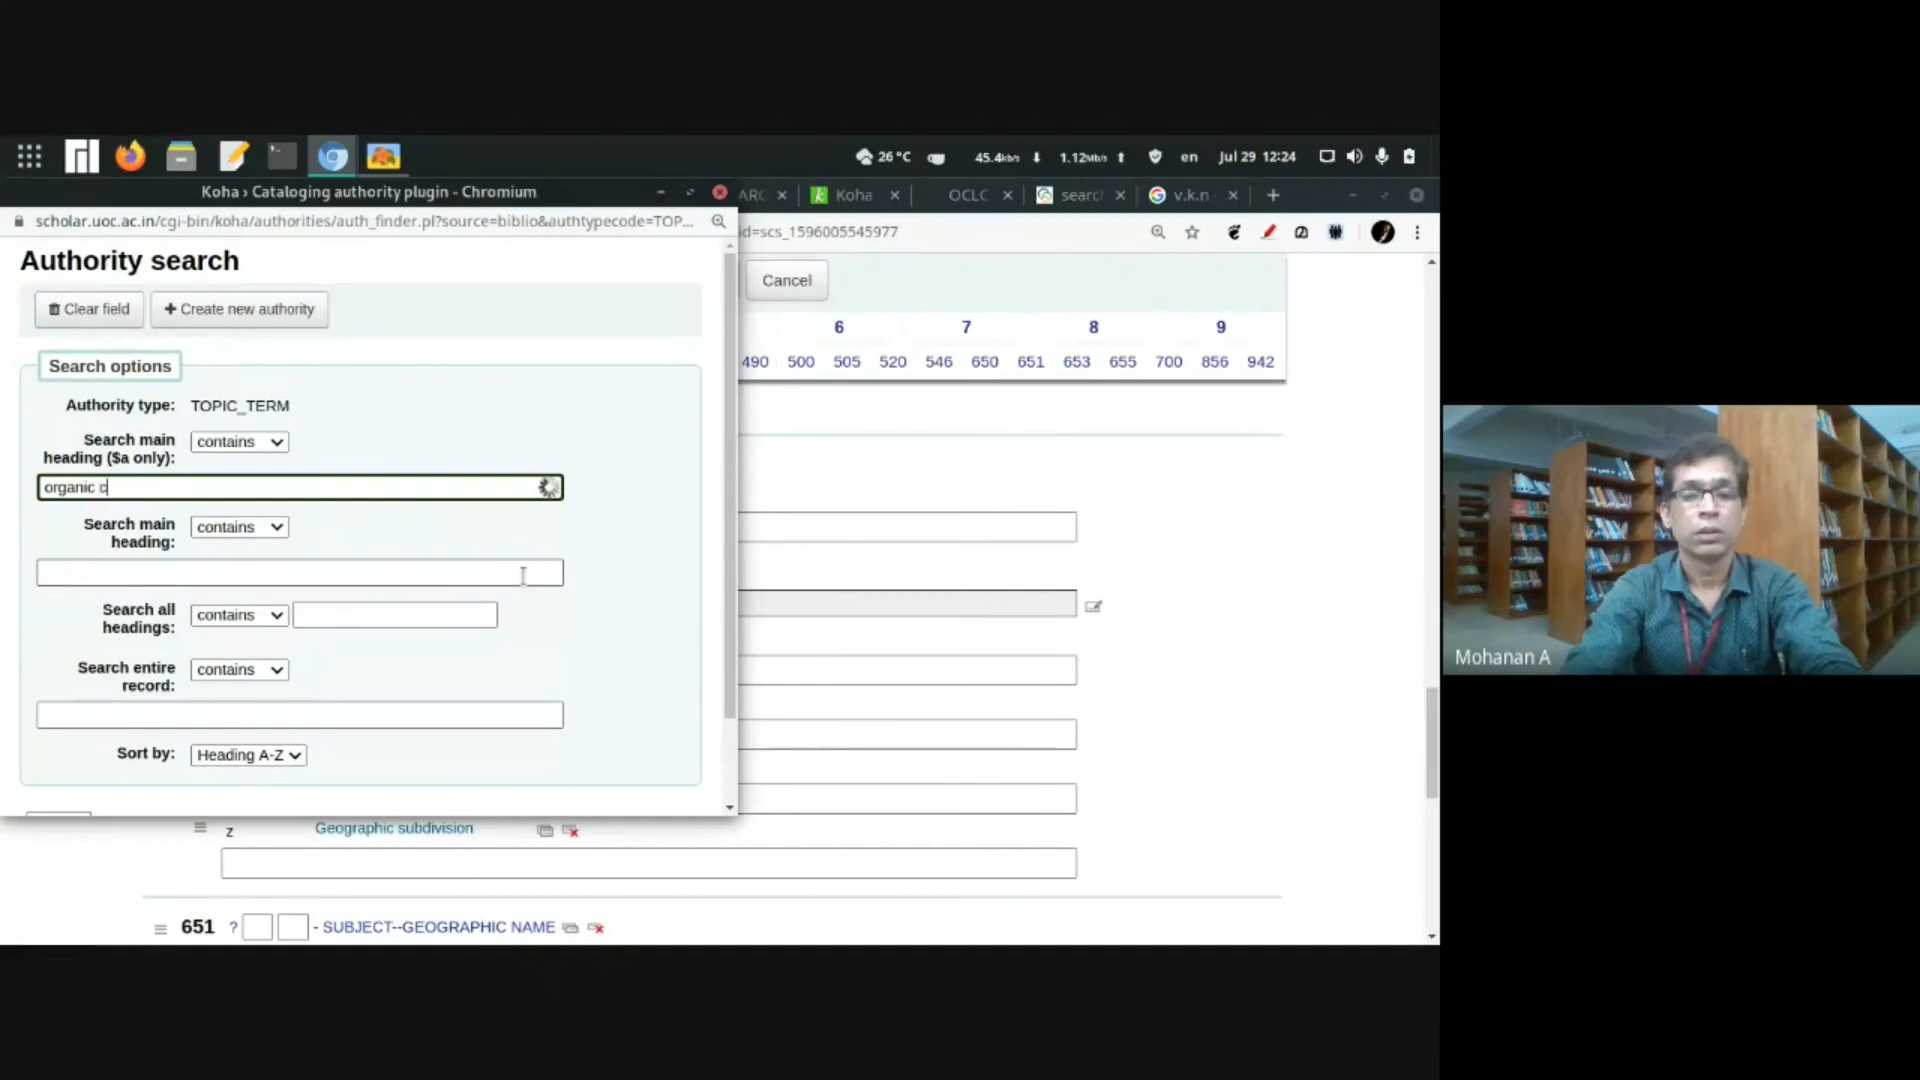 26 °C
45.4kb/s
1.12Mb/s
en
Jul 29 12:24
Koha › Cataloging authority plugin - Chromium
Koha
OCLC
searc
v.k.n
scholar.uoc.ac.in/cgi-bin/koha/authorities/auth_finder.pl?source=biblio&authtypecode=TOP...
id=scs_1596005545977
Authority search
Cancel
Clear field
Create new authority
6 7 8 9
490 500 505 520 546 650 651 653 655 700 856 942
Search options
Authority type: TOPIC_TERM
Search main
heading ($a only):
contains
organic c
Search main
heading:
contains
Search all
headings:
contains
Search entire
record:
contains
Mohanan A
Sort by: Heading A-Z
z Geographic subdivision
651 ? - SUBJECT--GEOGRAPHIC NAME